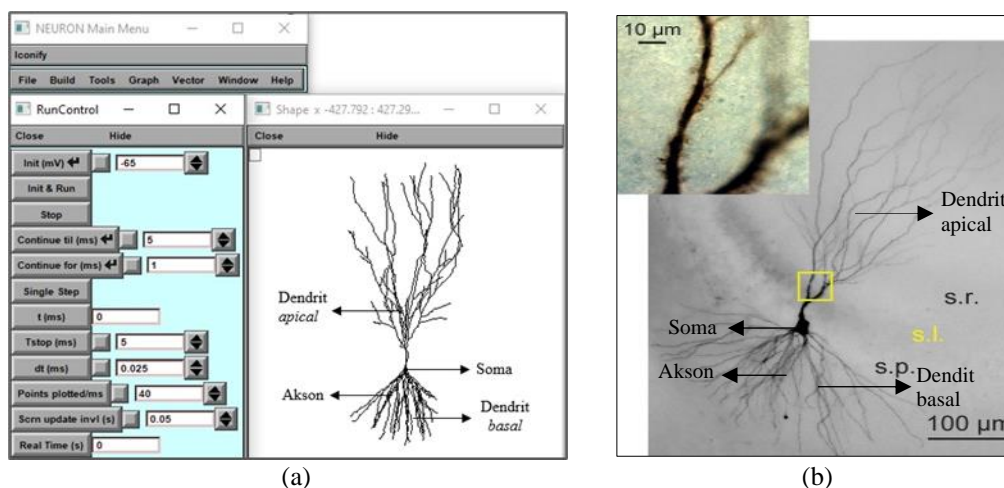 NEURON Main Menu
Iconify
File Build Tools Graph Vector Window Help
RunControl
Close Hide
Init (mV) -65
Init & Run
Stop
Continue til (ms) 5
Continue for (ms) 1
Single Step
t (ms) 0
Tstop (ms) 5
dt (ms) 0.025
Points plotted/ms 40
Scrn update invl (s) 0.05
Real Time (s) 0
Shape x -427.792 : 427.29...
Close Hide
Dendrit
apical
Soma
Akson
Dendrit
basal
(a)
10 µm
Dendrit
apical
s.r.
Soma
s.l.
s.p.
Akson
Dendit
basal
100 µm
(b)